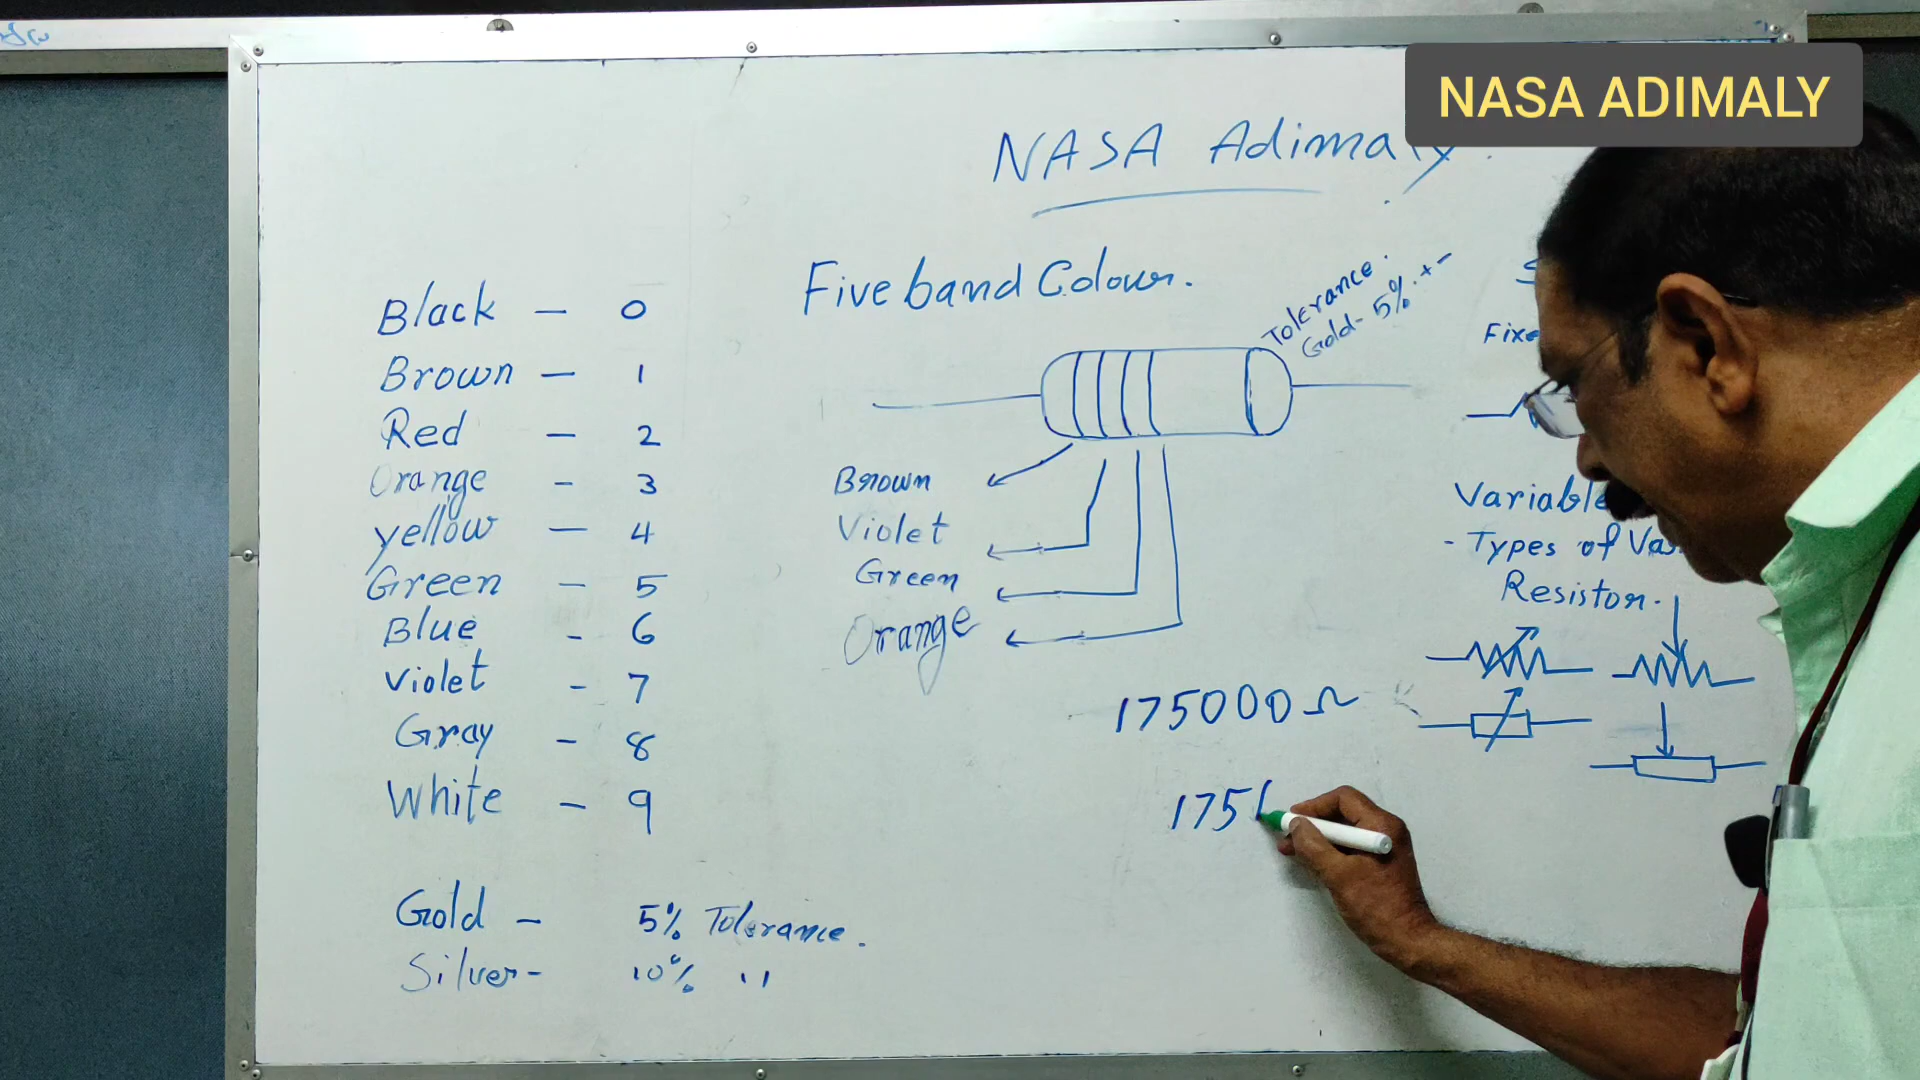 NASA ADIMALY
NASA Adimaly.
Five band Colour.
Black - 0
Brown - 1
Red - 2
Orange - 3
yellow - 4
Green - 5
Blue - 6
Violet - 7
Gray - 8
White - 9
Gold - 5% Tolerance.
Silver - 10% "
Tolerance.
Gold - 5%. + -
Brown
Violet
Green
Orange
175000 Ω
175
Variable
- Types of
Resistor.